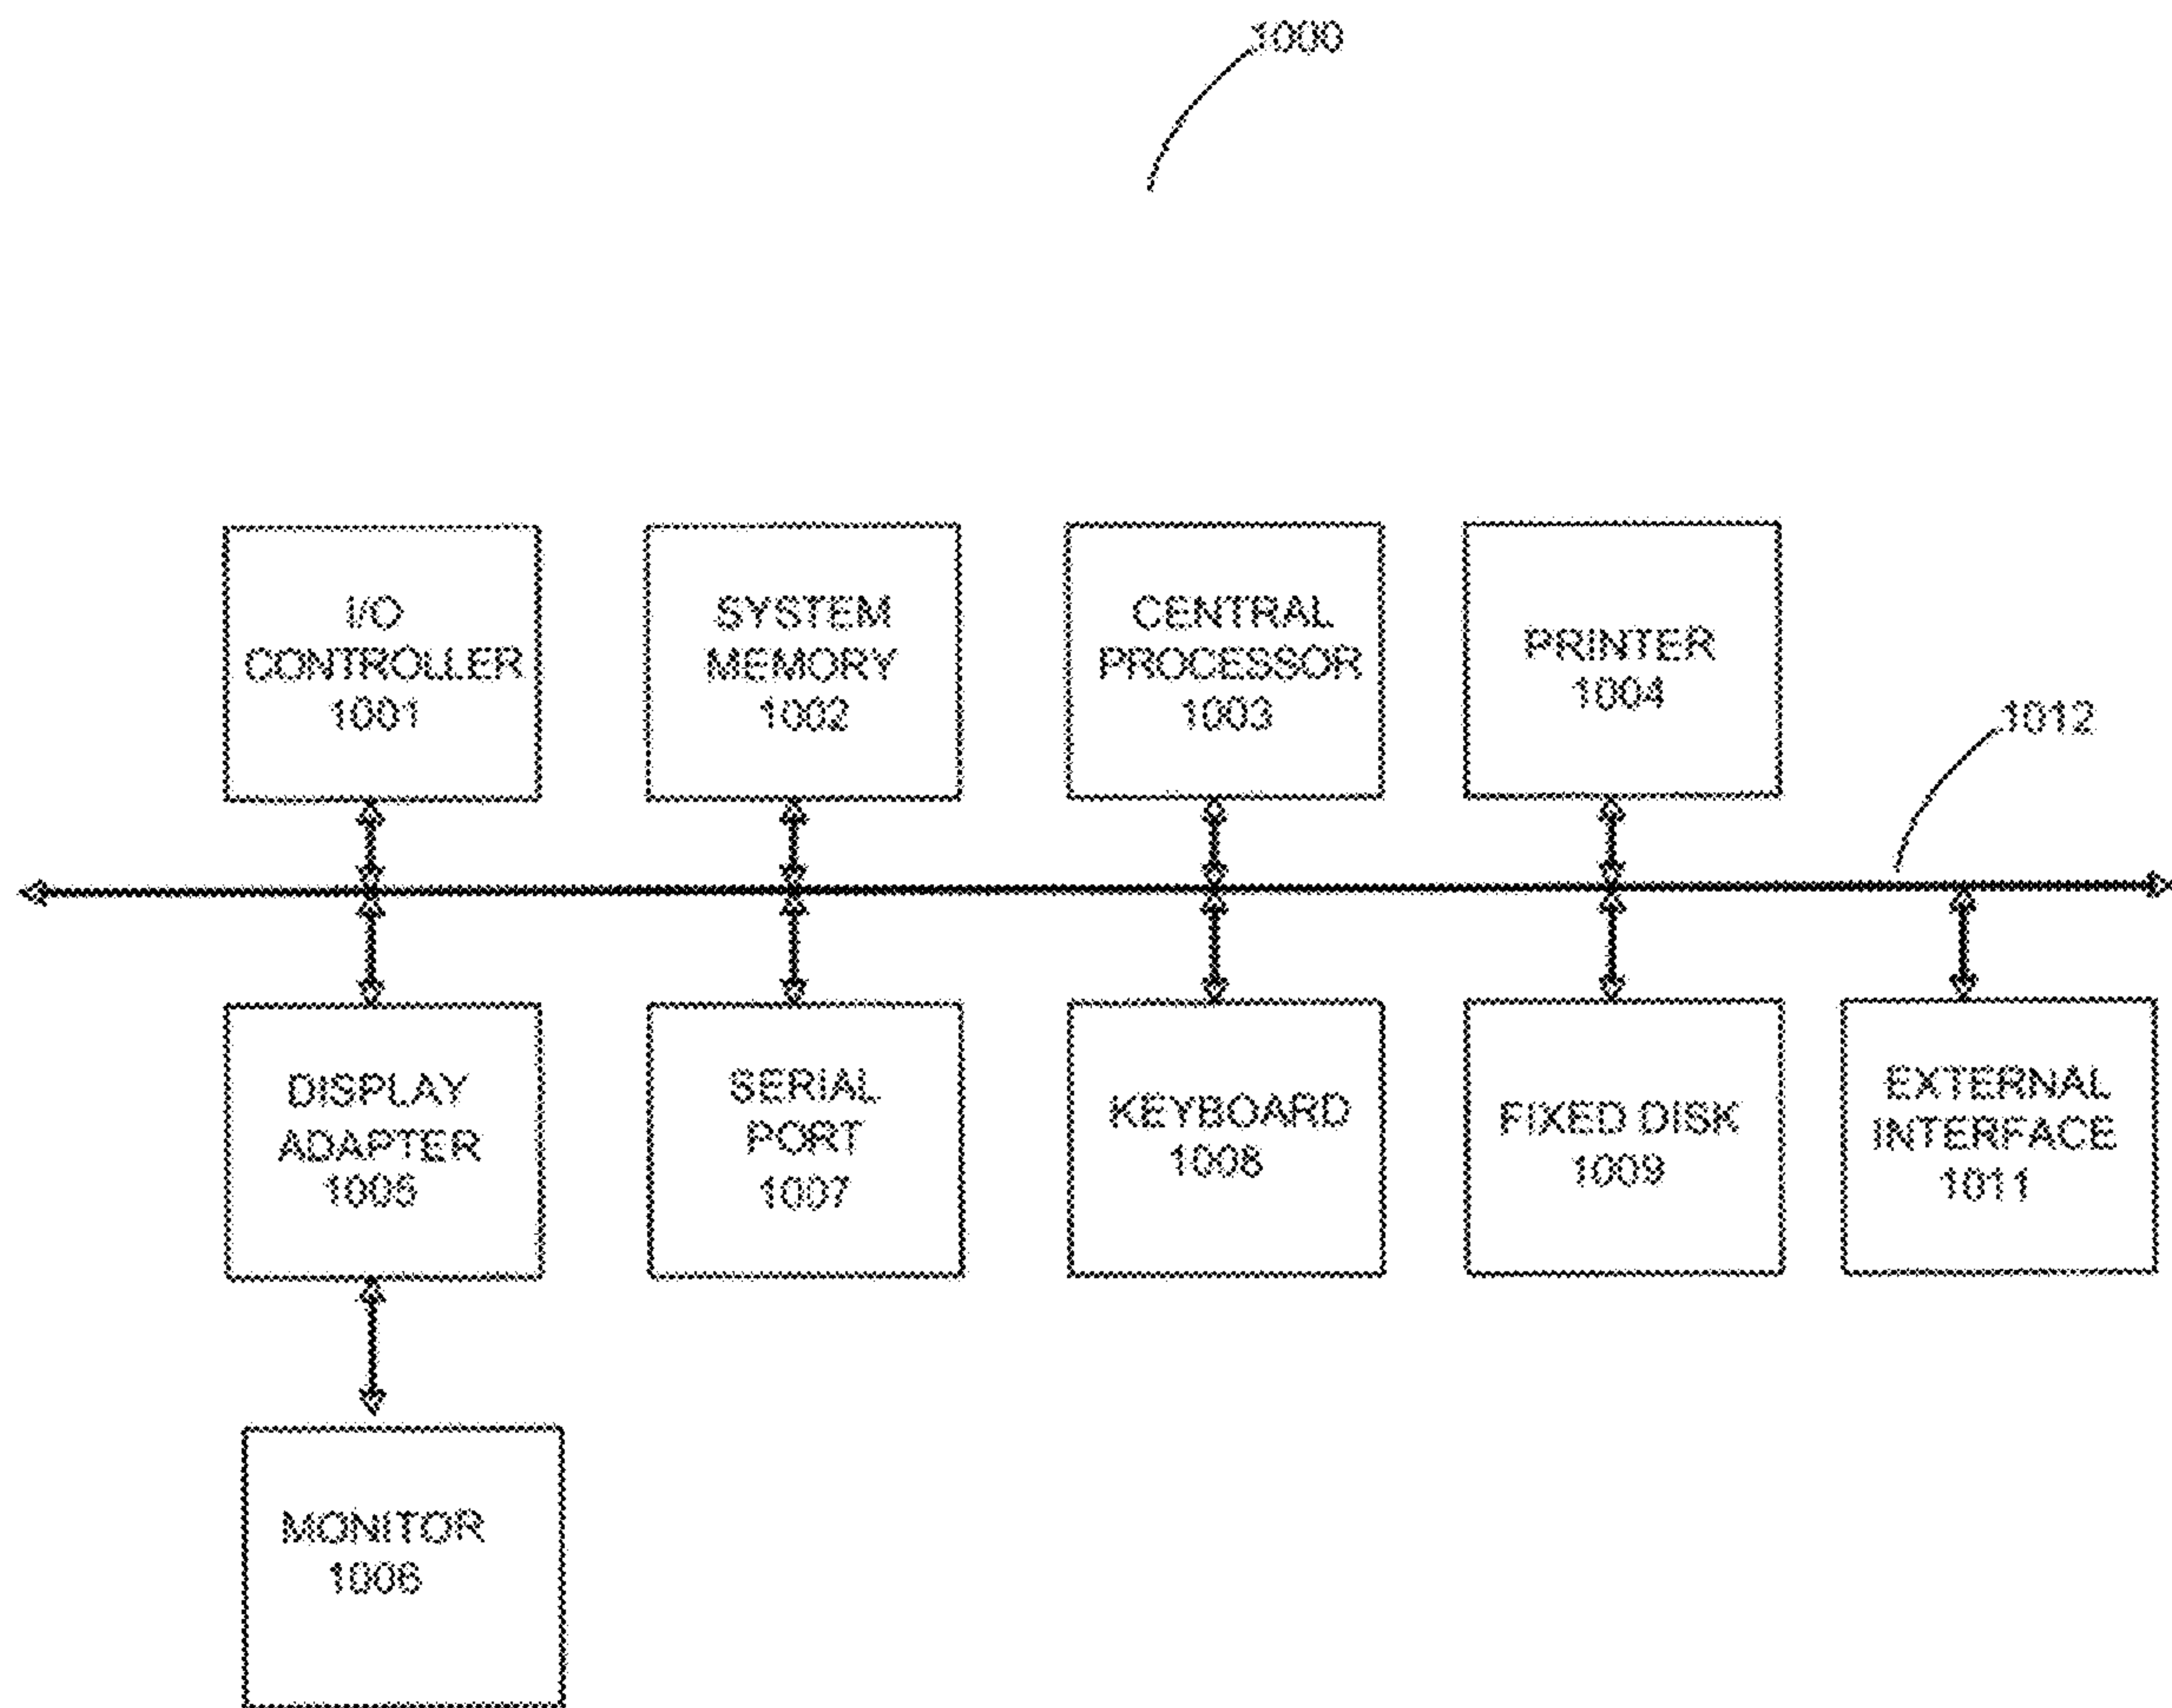 1000
I/O
CONTROLLER
1001
SYSTEM
MEMORY
1002
CENTRAL
PROCESSOR
1003
PRINTER
1004
1012
DISPLAY
ADAPTER
1005
SERIAL
PORT
1007
KEYBOARD
1008
FIXED DISK
1009
EXTERNAL
INTERFACE
1011
MONITOR
1006